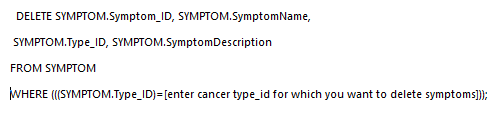 DELETE SYMPTOM.Symptom_ID, SYMPTOM.SymptomName,
SYMPTOM.Type_ID, SYMPTOM.SymptomDescription
FROM SYMPTOM
WHERE (((SYMPTOM.Type_ID)=[enter cancer type_id for which you want to delete symptoms]));